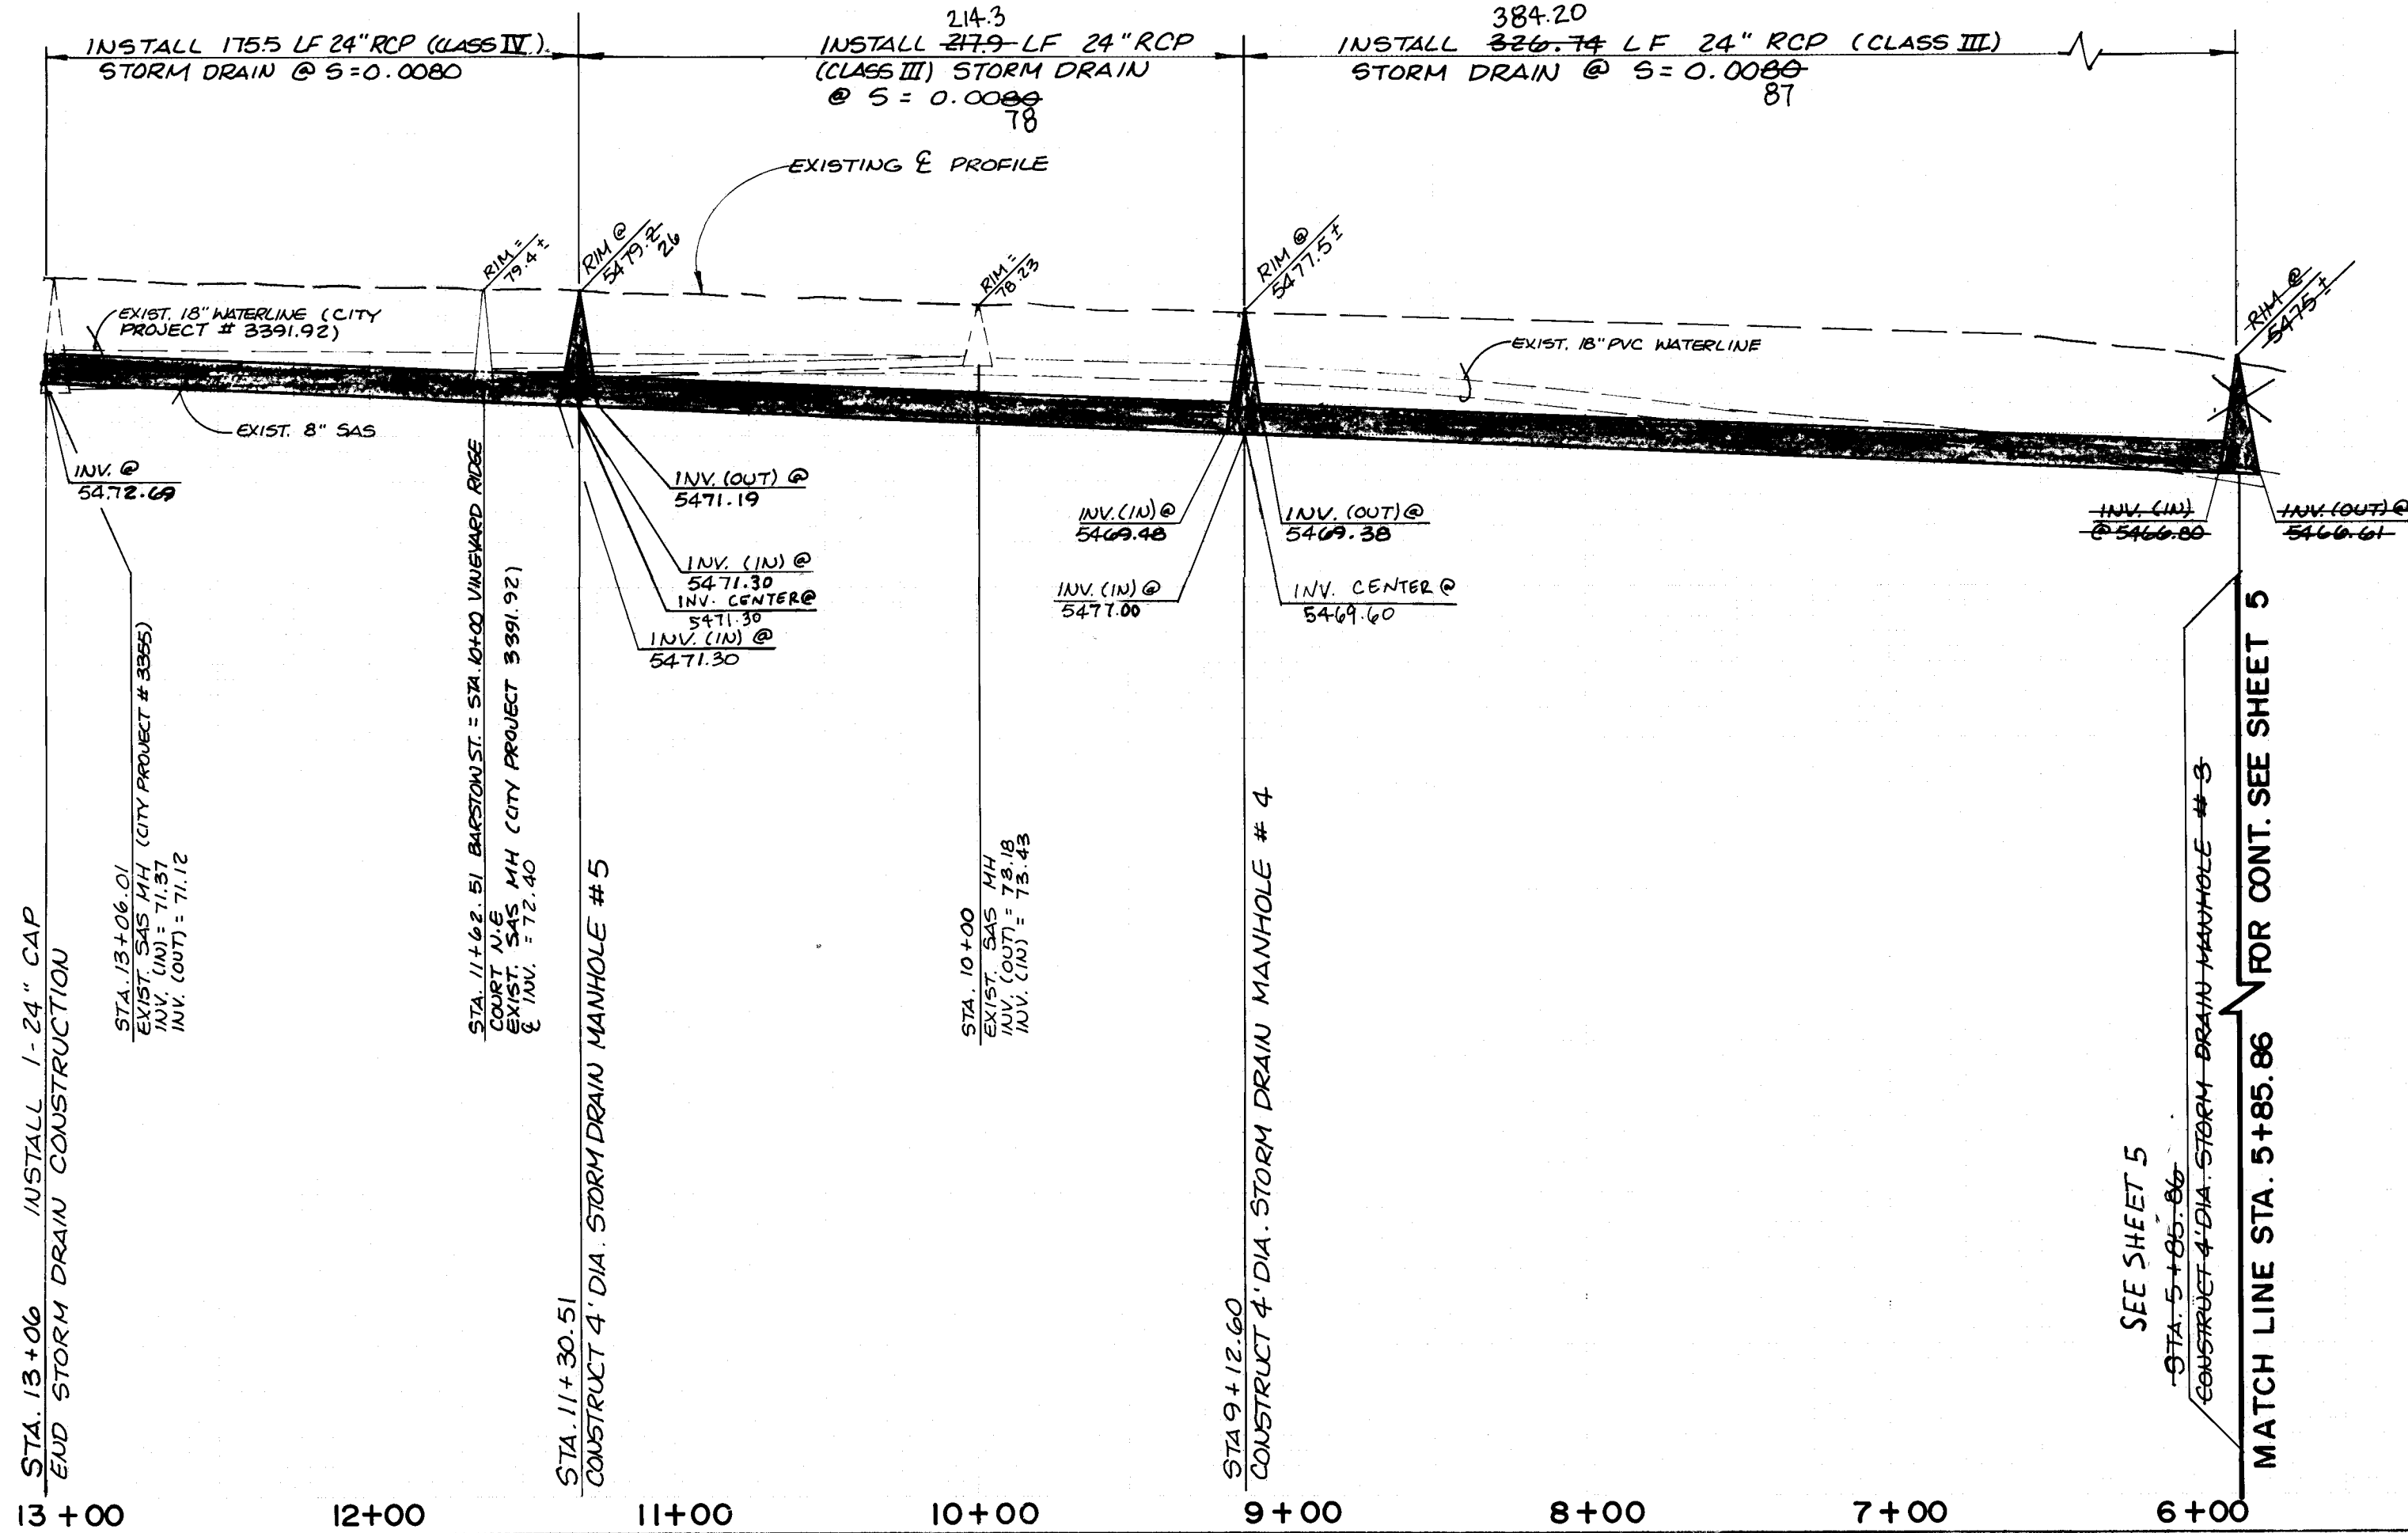 INSTALL 175.5 LF 24" RCP (CLASS IV)
STORM DRAIN @ S=0.0080
214.3
INSTALL 217.9 LF 24" RCP
(CLASS III) STORM DRAIN
@ S = 0.0080
78
384.20
INSTALL 326.74 LF 24" RCP (CLASS III)
STORM DRAIN @ S= 0.0080
87
EXISTING ℄ PROFILE
RIM =
79.4±
RIM @
5479.2
26
RIM =
78.23
RIM @
5477.5±
RIM @
5475±
EXIST. 18" WATERLINE (CITY
PROJECT # 3391.92)
EXIST. 18" PVC WATERLINE
EXIST. 8" SAS
INV. @
5472.69
INV. (OUT) @
5471.19
INV. (IN) @
5471.30
INV. CENTER@
5471.30
INV. (IN) @
5471.30
INV. (IN) @
5469.48
INV. (OUT) @
5469.38
INV. (IN) @
5477.00
INV. CENTER @
5469.60
INV. (IN)
@ 5466.80
INV. (OUT) @
5466.61
STA. 13+06 INSTALL 1-24" CAP
END STORM DRAIN CONSTRUCTION
STA. 13+06.01
EXIST. SAS MH (CITY PROJECT # 3355)
INV. (IN) = 71.37
INV. (OUT) = 71.12
STA. 11+62.51 BARSTOW ST. = STA. 10+00 VINEYARD RIDGE
COURT N.E
EXIST. SAS MH (CITY PROJECT 3391.92)
℄ INV. = 72.40
STA. 11+30.51
CONSTRUCT 4' DIA. STORM DRAIN MANHOLE #5
STA. 10+00
EXIST. SAS MH
INV. (OUT) = 73.18
INV. (IN) = 73.43
STA 9+12.60
CONSTRUCT 4' DIA. STORM DRAIN MANHOLE # 4
SEE SHEET 5
STA. 5+85.86
CONSTRUCT 4' DIA. STORM DRAIN MANHOLE # 3
MATCH LINE STA. 5+85.86 FOR CONT. SEE SHEET 5
13+00 12+00 11+00 10+00 9+00 8+00 7+00 6+00